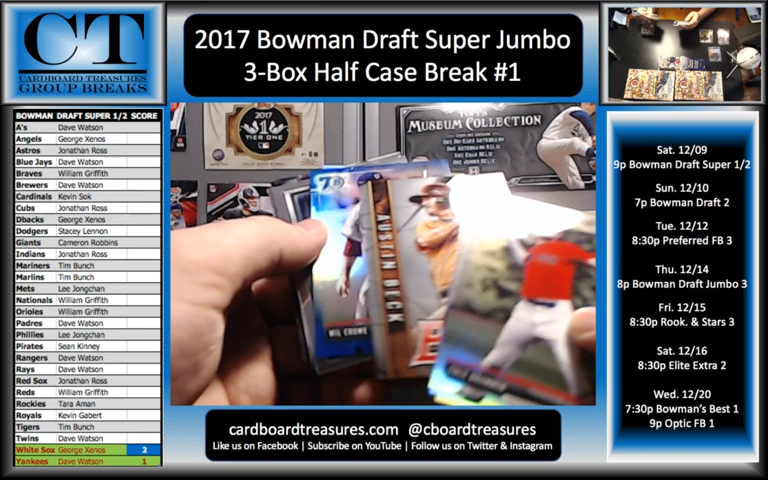 CT
CARDBOARD TREASURES
GROUP BREAKS
2017 Bowman Draft Super Jumbo
3-Box Half Case Break #1
BOWMAN DRAFT SUPER 1/2 SCORE
A's Dave Watson
Angels George Xenos
Astros Jonathan Ross
Blue Jays Dave Watson
Braves William Griffith
Brewers Dave Watson
Cardinals Kevin Sok
Cubs Jonathan Ross
Dbacks George Xenos
Dodgers Stacey Lennon
Giants Cameron Robbins
Indians Jonathan Ross
Mariners Tim Bunch
Marlins Tim Bunch
Mets Lee Jongchan
Nationals William Griffith
Orioles William Griffith
Padres Dave Watson
Phillies Lee Jongchan
Pirates Sean Kinney
Rangers Dave Watson
Rays Dave Watson
Red Sox Jonathan Ross
Reds William Griffith
Rockies Tara Aman
Royals Kevin Gabert
Tigers Tim Bunch
Twins Dave Watson
White Sox George Xenos 2
Yankees Dave Watson 1
2017
TIER ONE
MUSEUM COLLECTION
AUSTIN BECK
WIL CROWE
Sat. 12/09
9p Bowman Draft Super 1/2
Sun. 12/10
7p Bowman Draft 2
Tue. 12/12
8:30p Preferred FB 3
Thu. 12/14
8p Bowman Draft Jumbo 3
Fri. 12/15
8:30p Rook. & Stars 3
Sat. 12/16
8:30p Elite Extra 2
Wed. 12/20
7:30p Bowman's Best 1
9p Optic FB 1
cardboardtreasures.com @cboardtreasures
Like us on Facebook | Subscribe on YouTube | Follow us on Twitter & Instagram